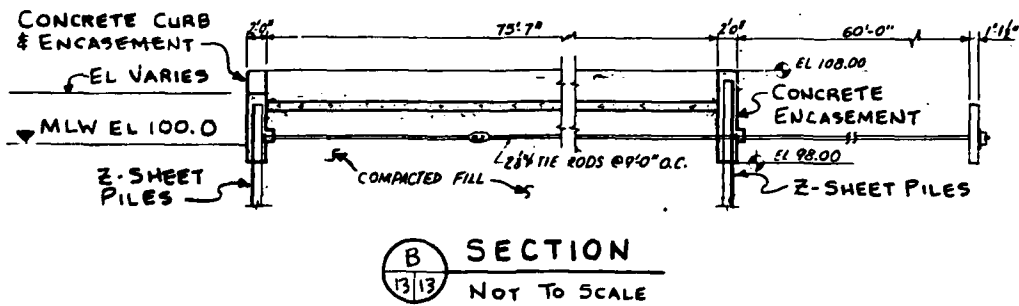 CONCRETE CURB
& ENCASEMENT
2'0"
75'-7"
2'0"
60'-0"
1'-1½"
EL VARIES
EL 108.00
CONCRETE
ENCASEMENT
MLW EL 100.0
TIE RODS @9'-0" O.C.
EL 98.00
Z-SHEET
PILES
COMPACTED FILL
Z-SHEET PILES
B
13 13
SECTION
NOT TO SCALE